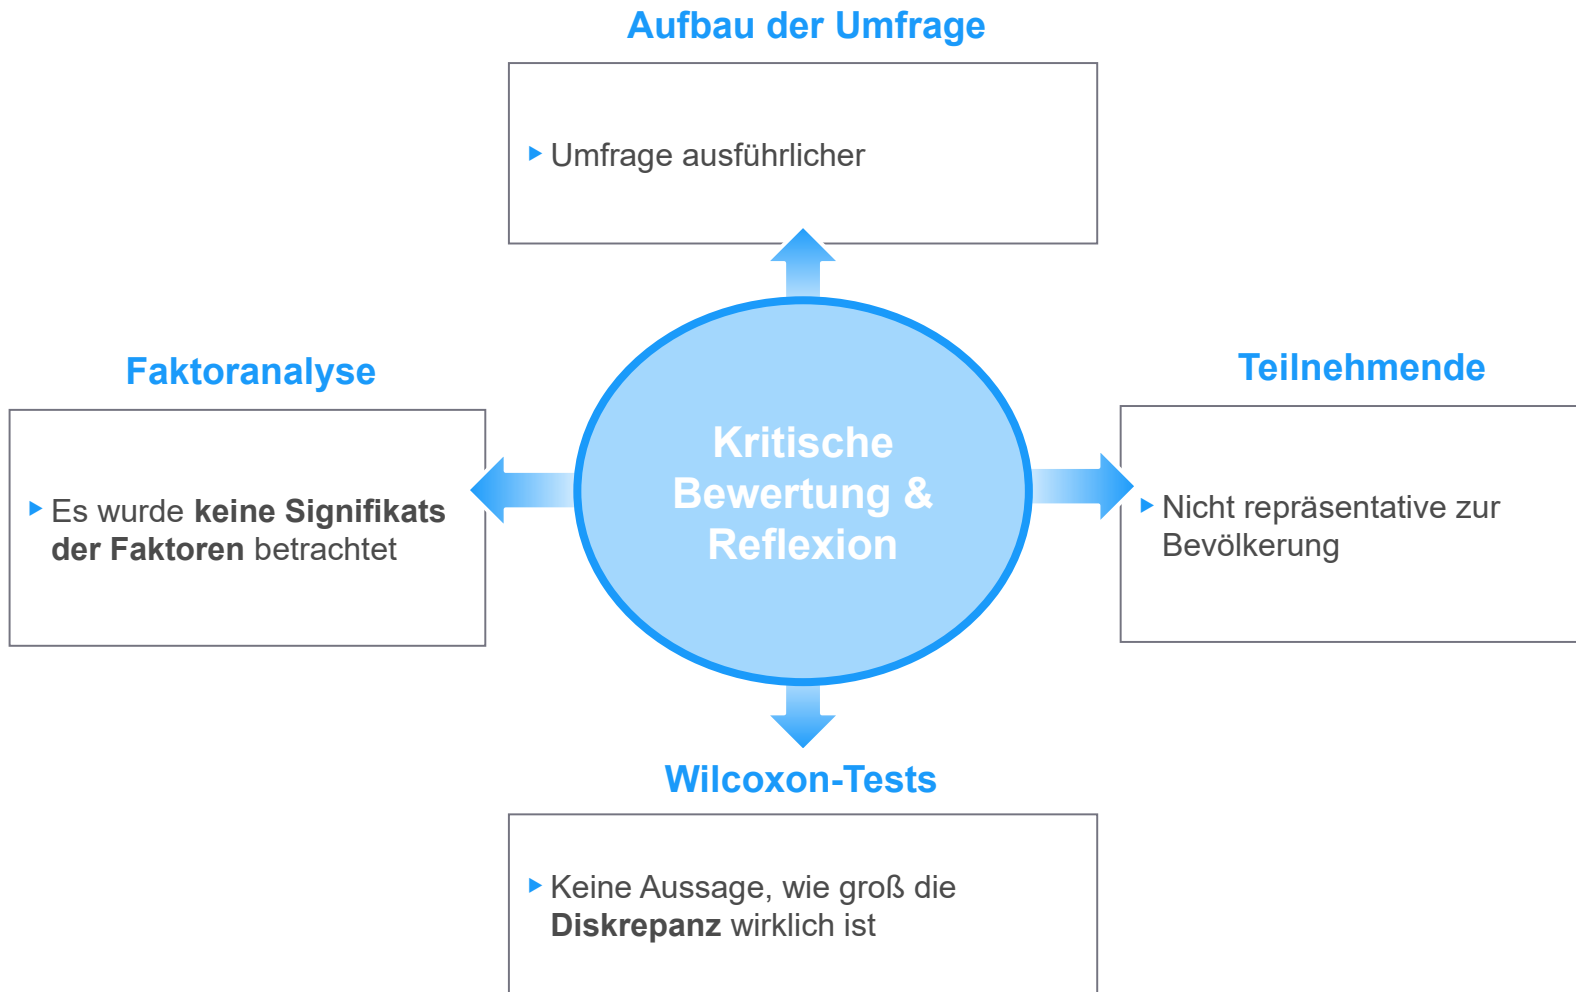 Aufbau der Umfrage
Umfrage ausführlicher
Faktoranalyse
Es wurde keine Signifikats
der Faktoren betrachtet
Kritische
Bewertung &
Reflexion
Teilnehmende
Nicht repräsentative zur
Bevölkerung
Wilcoxon-Tests
Keine Aussage, wie groß die
Diskrepanz wirklich ist